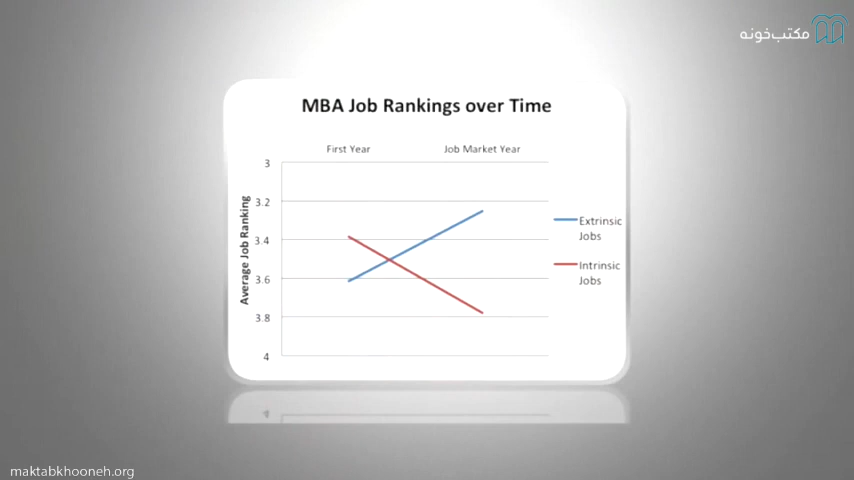 مکتب‌خونه
MBA Job Rankings over Time
First Year
Job Market Year
3
3.2
3.4
3.6
3.8
4
Average Job Ranking
Extrinsic
Jobs
Intrinsic
Jobs
4
maktabkhooneh.org